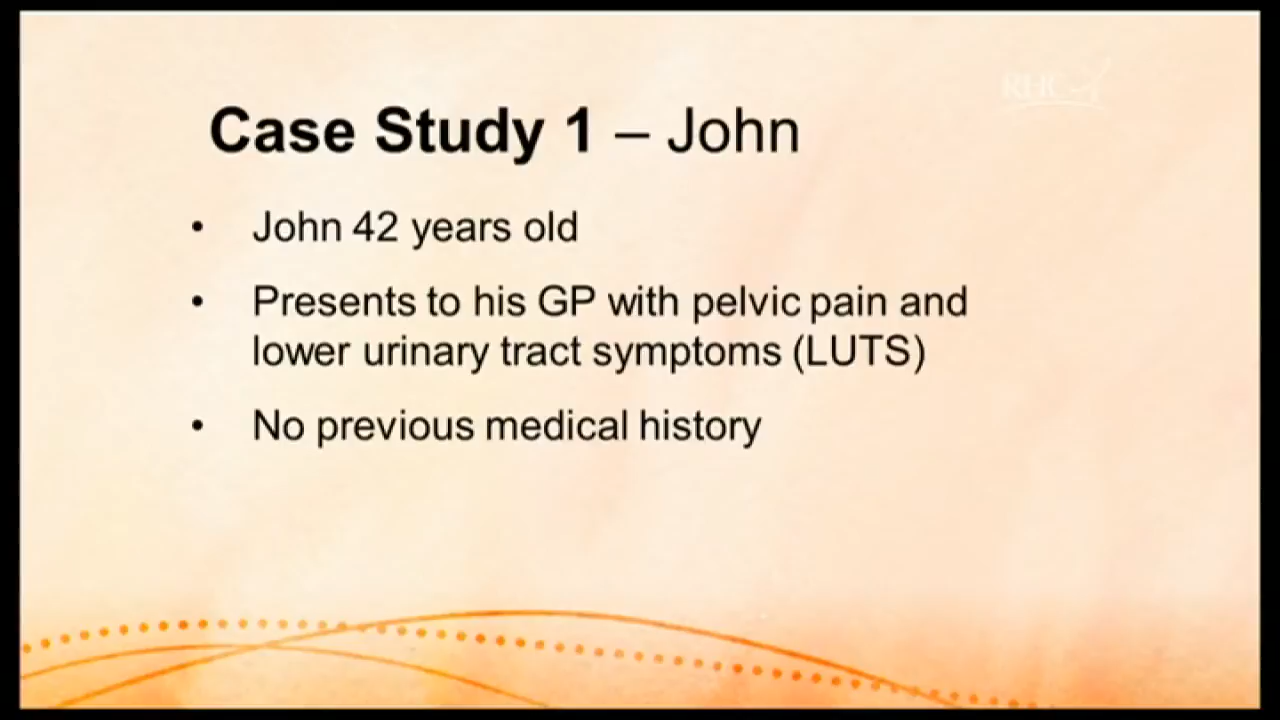 Case Study 1 – John
• John 42 years old
• Presents to his GP with pelvic pain and
lower urinary tract symptoms (LUTS)
• No previous medical history